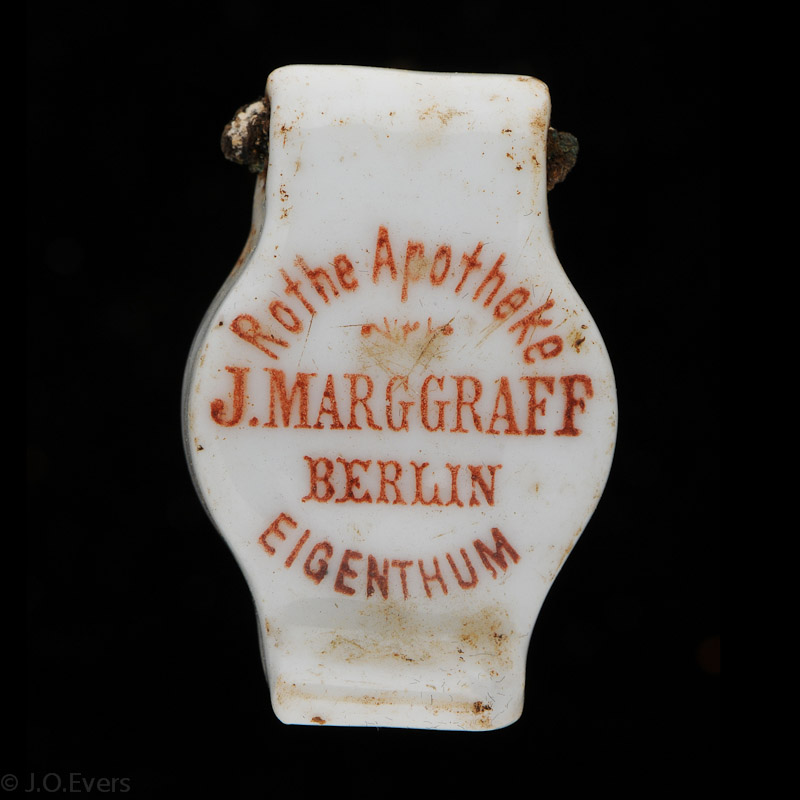 Rothe Apotheke
J. MARGGRAFF
BERLIN
EIGENTHUM
© J.O.Evers